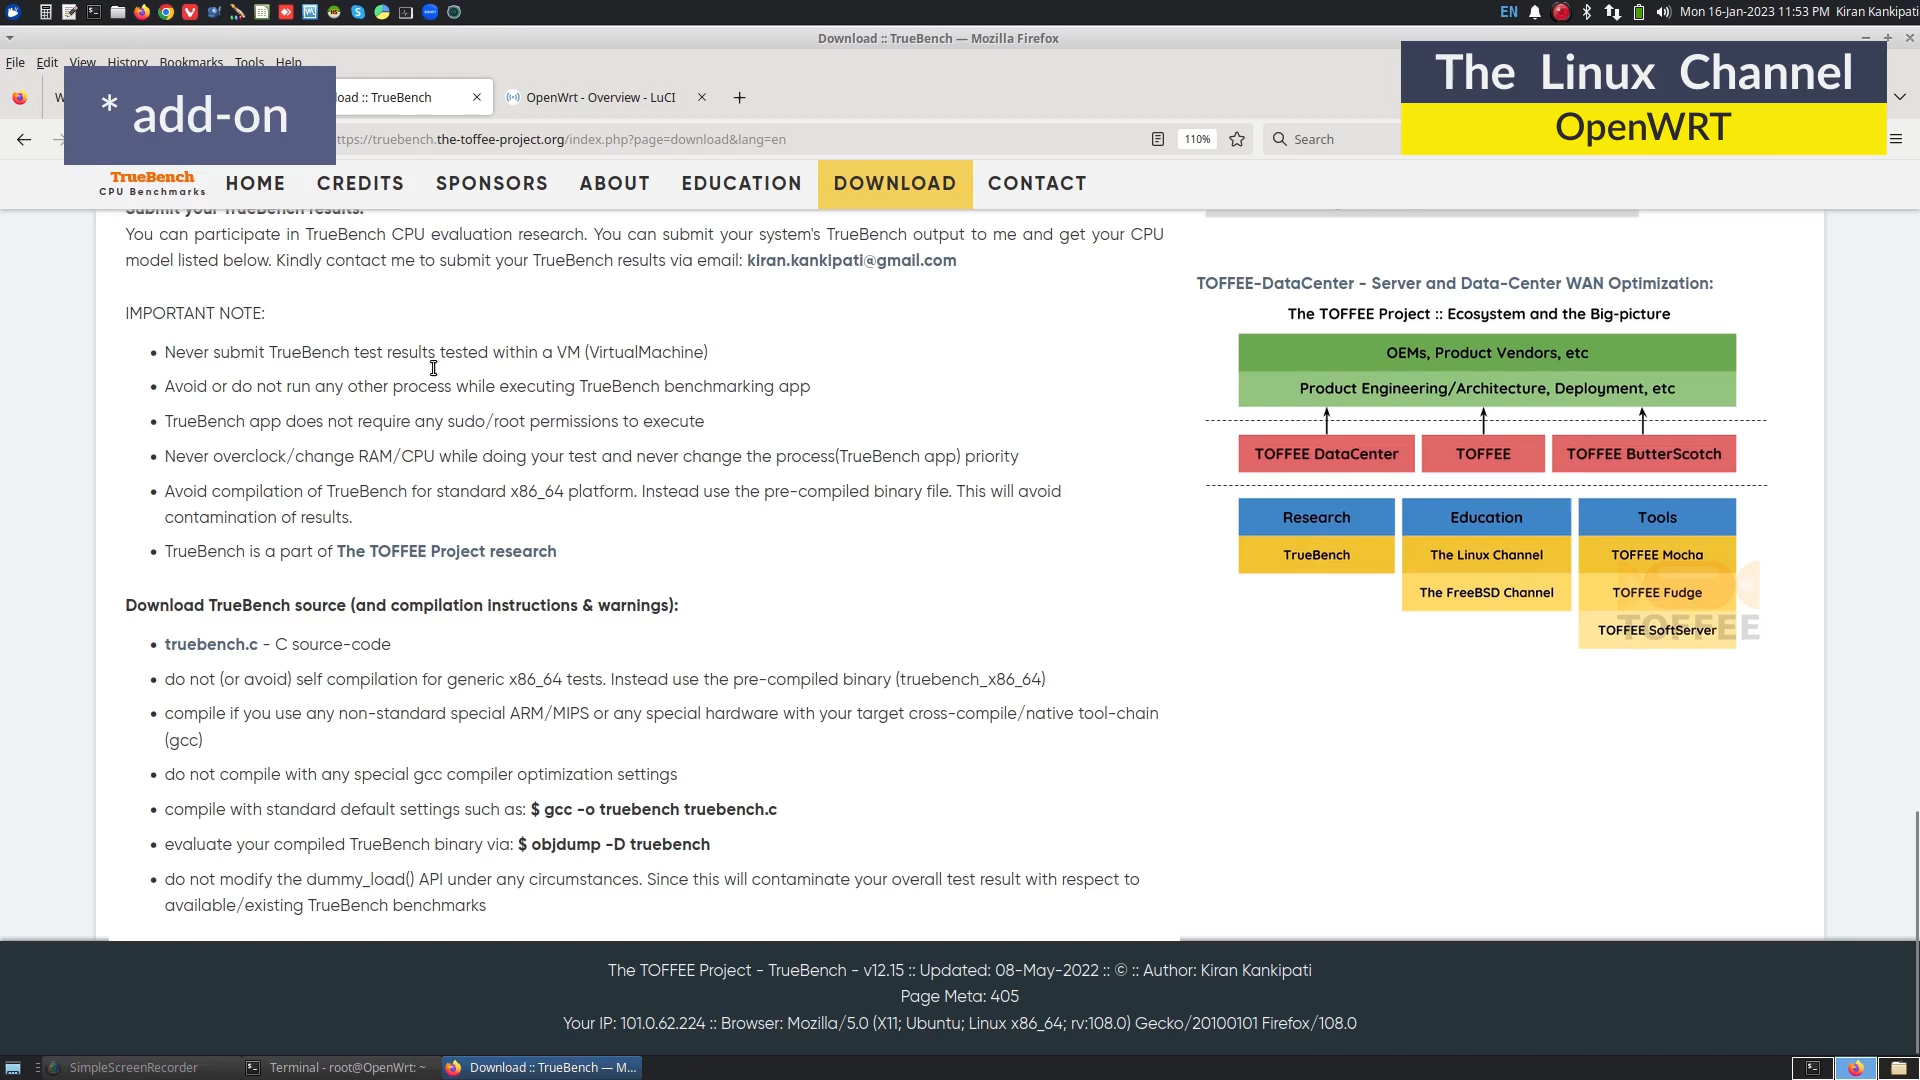 EN
Mon 16-Jan-2023 11:53 PM Kiran Kankipati
Download :: TrueBench — Mozilla Firefox
File Edit View History Bookmarks Tools Help
* add-on
The Linux Channel
OpenWRT
load :: TrueBench
OpenWrt - Overview - LuCI
ttps://truebench.the-toffee-project.org/index.php?page=download&lang=en
110%
Search
TrueBench
CPU Benchmarks
HOME CREDITS SPONSORS ABOUT EDUCATION DOWNLOAD CONTACT
Submit your TrueBench results:
You can participate in TrueBench CPU evaluation research. You can submit your system's TrueBench output to me and get your CPU
model listed below. Kindly contact me to submit your TrueBench results via email: kiran.kankipati@gmail.com
IMPORTANT NOTE:
• Never submit TrueBench test results tested within a VM (VirtualMachine)
• Avoid or do not run any other process while executing TrueBench benchmarking app
• TrueBench app does not require any sudo/root permissions to execute
• Never overclock/change RAM/CPU while doing your test and never change the process(TrueBench app) priority
• Avoid compilation of TrueBench for standard x86_64 platform. Instead use the pre-compiled binary file. This will avoid
contamination of results.
• TrueBench is a part of The TOFFEE Project research
Download TrueBench source (and compilation instructions & warnings):
• truebench.c - C source-code
• do not (or avoid) self compilation for generic x86_64 tests. Instead use the pre-compiled binary (truebench_x86_64)
• compile if you use any non-standard special ARM/MIPS or any special hardware with your target cross-compile/native tool-chain
(gcc)
• do not compile with any special gcc compiler optimization settings
• compile with standard default settings such as: $ gcc -o truebench truebench.c
• evaluate your compiled TrueBench binary via: $ objdump -D truebench
• do not modify the dummy_load() API under any circumstances. Since this will contaminate your overall test result with respect to
available/existing TrueBench benchmarks
TOFFEE-DataCenter - Server and Data-Center WAN Optimization:
The TOFFEE Project :: Ecosystem and the Big-picture
OEMs, Product Vendors, etc
Product Engineering/Architecture, Deployment, etc
TOFFEE DataCenter TOFFEE TOFFEE ButterScotch
Research Education Tools
TrueBench The Linux Channel TOFFEE Mocha
The FreeBSD Channel TOFFEE Fudge
TOFFEE SoftServer
TOFFEE
The TOFFEE Project - TrueBench - v12.15 :: Updated: 08-May-2022 :: © :: Author: Kiran Kankipati
Page Meta: 405
Your IP: 101.0.62.224 :: Browser: Mozilla/5.0 (X11; Ubuntu; Linux x86_64; rv:108.0) Gecko/20100101 Firefox/108.0
SimpleScreenRecorder
Terminal - root@OpenWrt: ~
Download :: TrueBench — M...